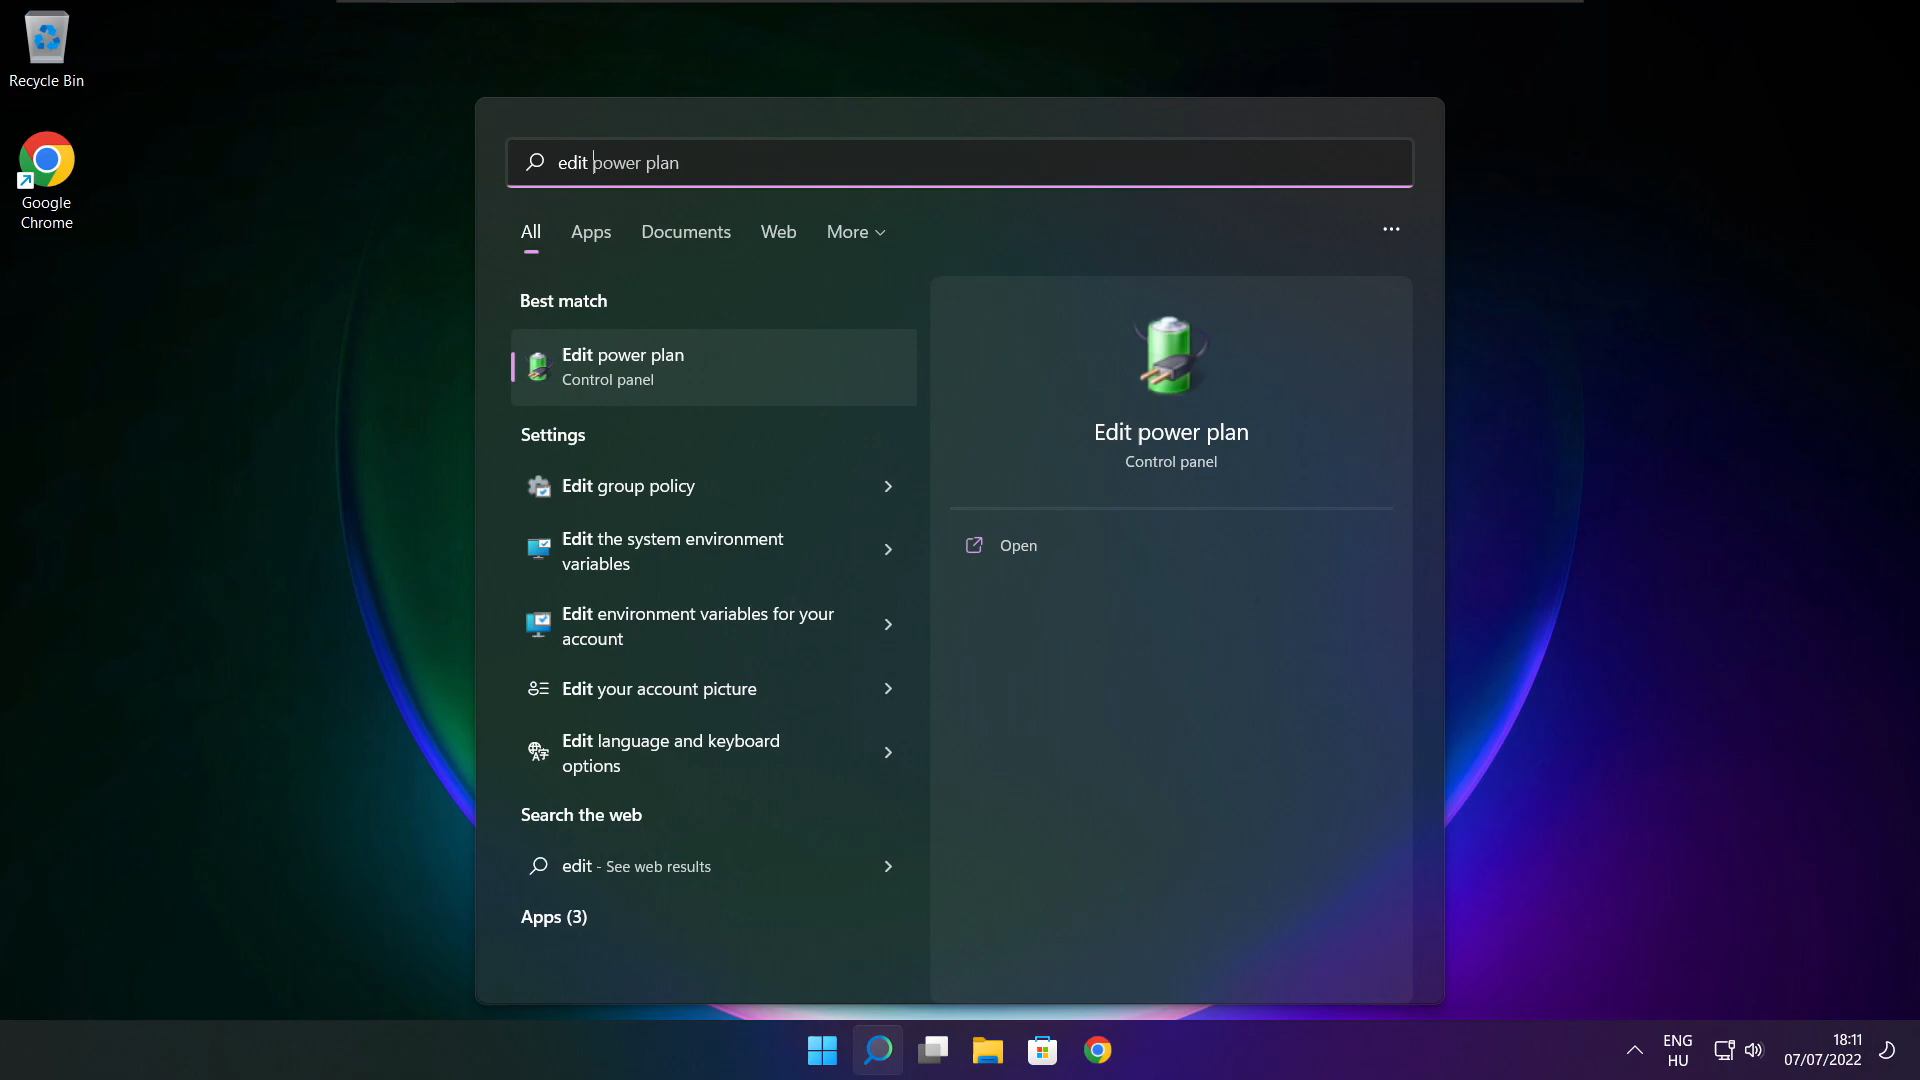 Recycle Bin
Google
Chrome
edit power plan
All
Apps
Documents
Web
More
Best match
Edit power plan
Control panel
Settings
Edit group policy
Edit the system environment
variables
Edit environment variables for your
account
Edit your account picture
Edit language and keyboard
options
Search the web
edit - See web results
Apps (3)
Edit power plan
Control panel
Open
ENG
HU
18:11
07/07/2022